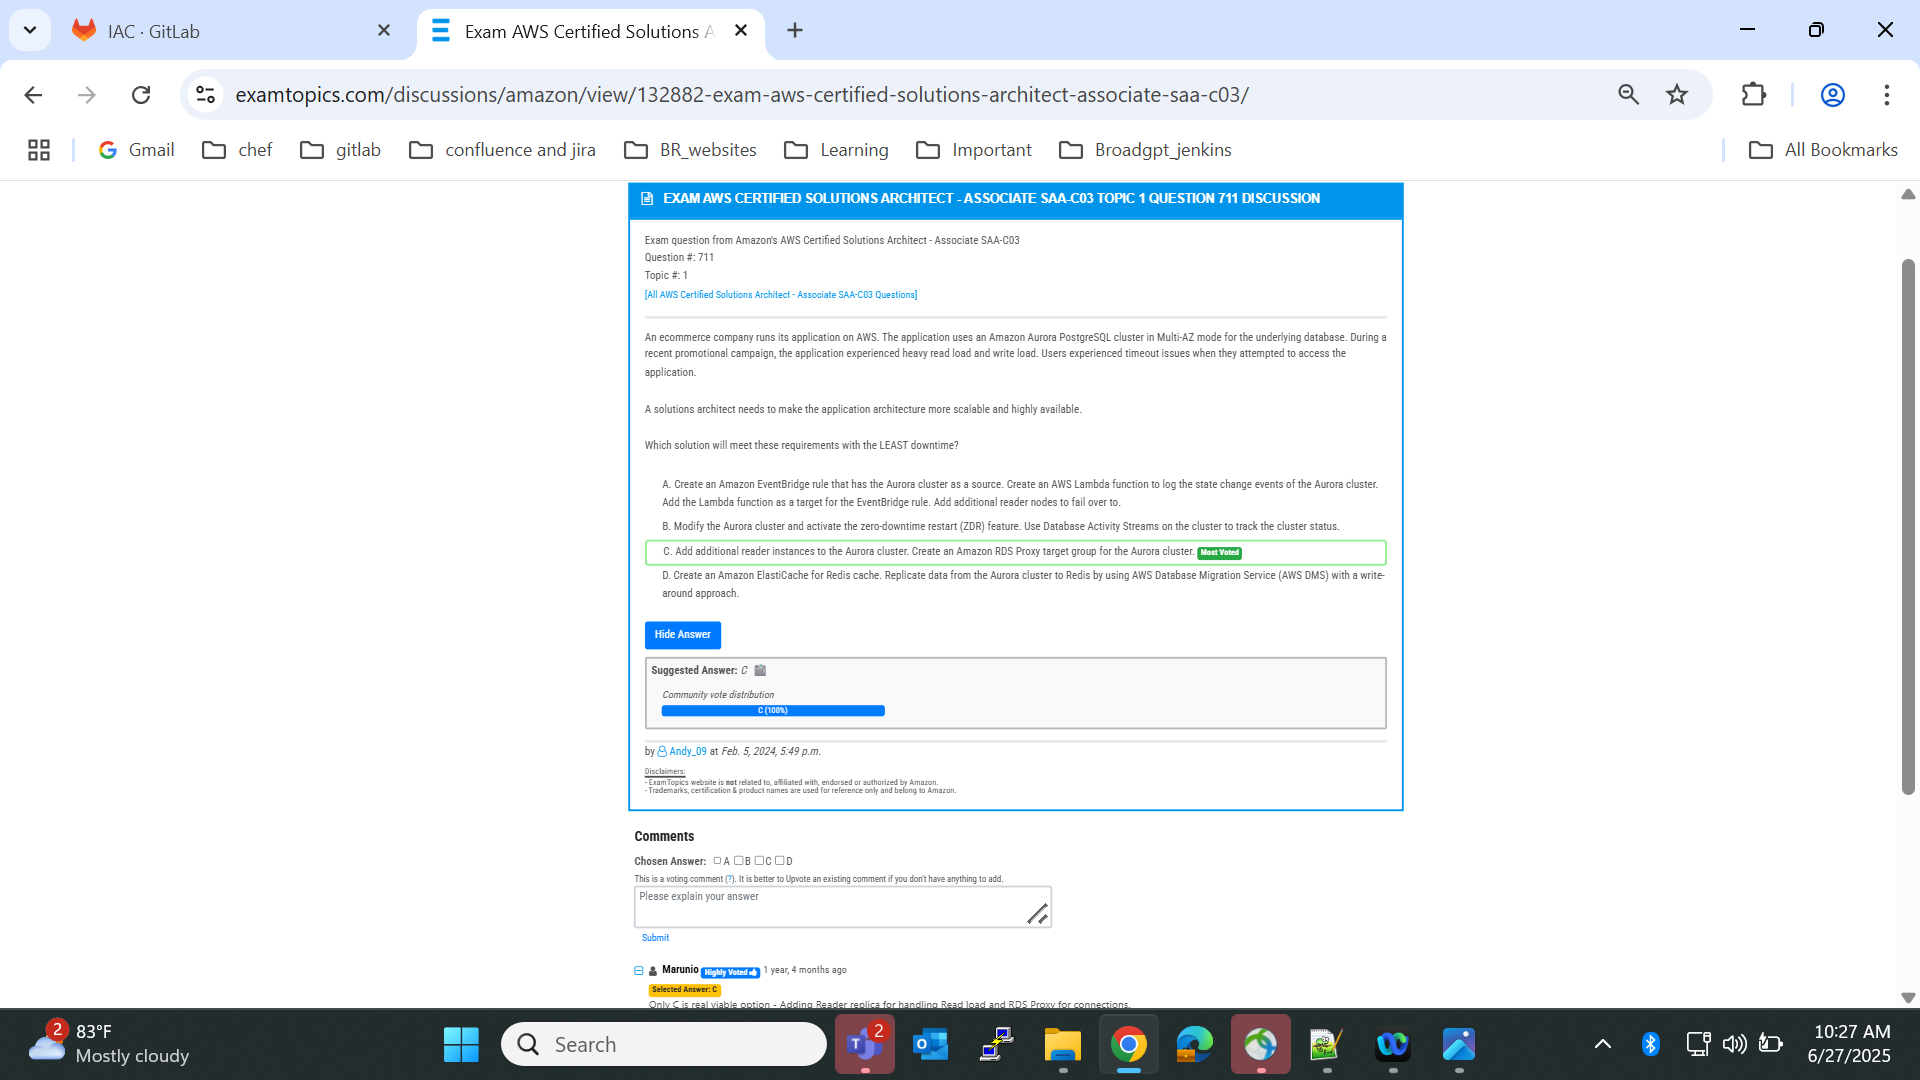 IAC · GitLab
Exam AWS Certified Solutions A
examtopics.com/discussions/amazon/view/132882-exam-aws-certified-solutions-architect-associate-saa-c03/
Gmail
chef
gitlab
confluence and jira
BR_websites
Learning
Important
Broadgpt_jenkins
All Bookmarks
EXAM AWS CERTIFIED SOLUTIONS ARCHITECT - ASSOCIATE SAA-C03 TOPIC 1 QUESTION 711 DISCUSSION
Exam question from Amazon's AWS Certified Solutions Architect - Associate SAA-C03
Question #: 711
Topic #: 1
[All AWS Certified Solutions Architect - Associate SAA-C03 Questions]
An ecommerce company runs its application on AWS. The application uses an Amazon Aurora PostgreSQL cluster in Multi-AZ mode for the underlying database. During a
recent promotional campaign, the application experienced heavy read load and write load. Users experienced timeout issues when they attempted to access the
application.
A solutions architect needs to make the application architecture more scalable and highly available.
Which solution will meet these requirements with the LEAST downtime?
A. Create an Amazon EventBridge rule that has the Aurora cluster as a source. Create an AWS Lambda function to log the state change events of the Aurora cluster.
Add the Lambda function as a target for the EventBridge rule. Add additional reader nodes to fail over to.
B. Modify the Aurora cluster and activate the zero-downtime restart (ZDR) feature. Use Database Activity Streams on the cluster to track the cluster status.
C. Add additional reader instances to the Aurora cluster. Create an Amazon RDS Proxy target group for the Aurora cluster. Most Voted
D. Create an Amazon ElastiCache for Redis cache. Replicate data from the Aurora cluster to Redis by using AWS Database Migration Service (AWS DMS) with a write-
around approach.
Hide Answer
Suggested Answer: C
Community vote distribution
C (100%)
by Andy_09 at Feb. 5, 2024, 5:49 p.m.
Disclaimers:
- ExamTopics website is not related to, affiliated with, endorsed or authorized by Amazon.
- Trademarks, certification & product names are used for reference only and belong to Amazon.
Comments
Chosen Answer: A B C D
This is a voting comment (?). It is better to Upvote an existing comment if you don't have anything to add.
Please explain your answer
Submit
Marunio Highly Voted 1 year, 4 months ago
Selected Answer: C
Only C is real viable option - Adding Reader replica for handling Read load and RDS Proxy for connections.
2
83°F
Mostly cloudy
Search
2
10:27 AM
6/27/2025